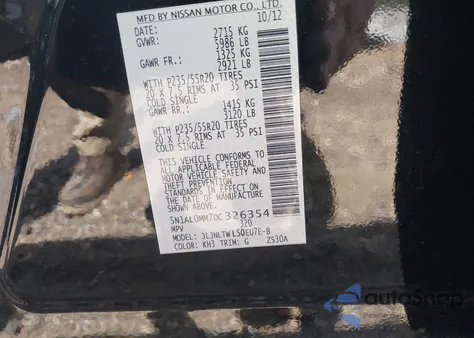 MFD BY NISSAN MOTOR CO., LTD.
DATE: 10/12
GVWR: 2715 KG
5986 LB
GAWR FR.: 1325 KG
2921 LB
WITH P235/55R20 TIRES
20 X 7.5 RIMS AT 35 PSI
COLD SINGLE
GAWR RR.: 1415 KG
3120 LB
WITH P235/55R20 TIRES
20 X 7.5 RIMS AT 35 PSI
COLD SINGLE
THIS VEHICLE CONFORMS TO
ALL APPLICABLE FEDERAL
MOTOR VEHICLE SAFETY AND
THEFT PREVENTION
STANDARDS IN EFFECT ON
THE DATE OF MANUFACTURE
SHOWN ABOVE.
5N1AL0MM7DC326354
MPV 320
MODEL: JLJNLTWL50EU7E-B
COLOR: KH3 TRIM: G ZS30A
autoSnap